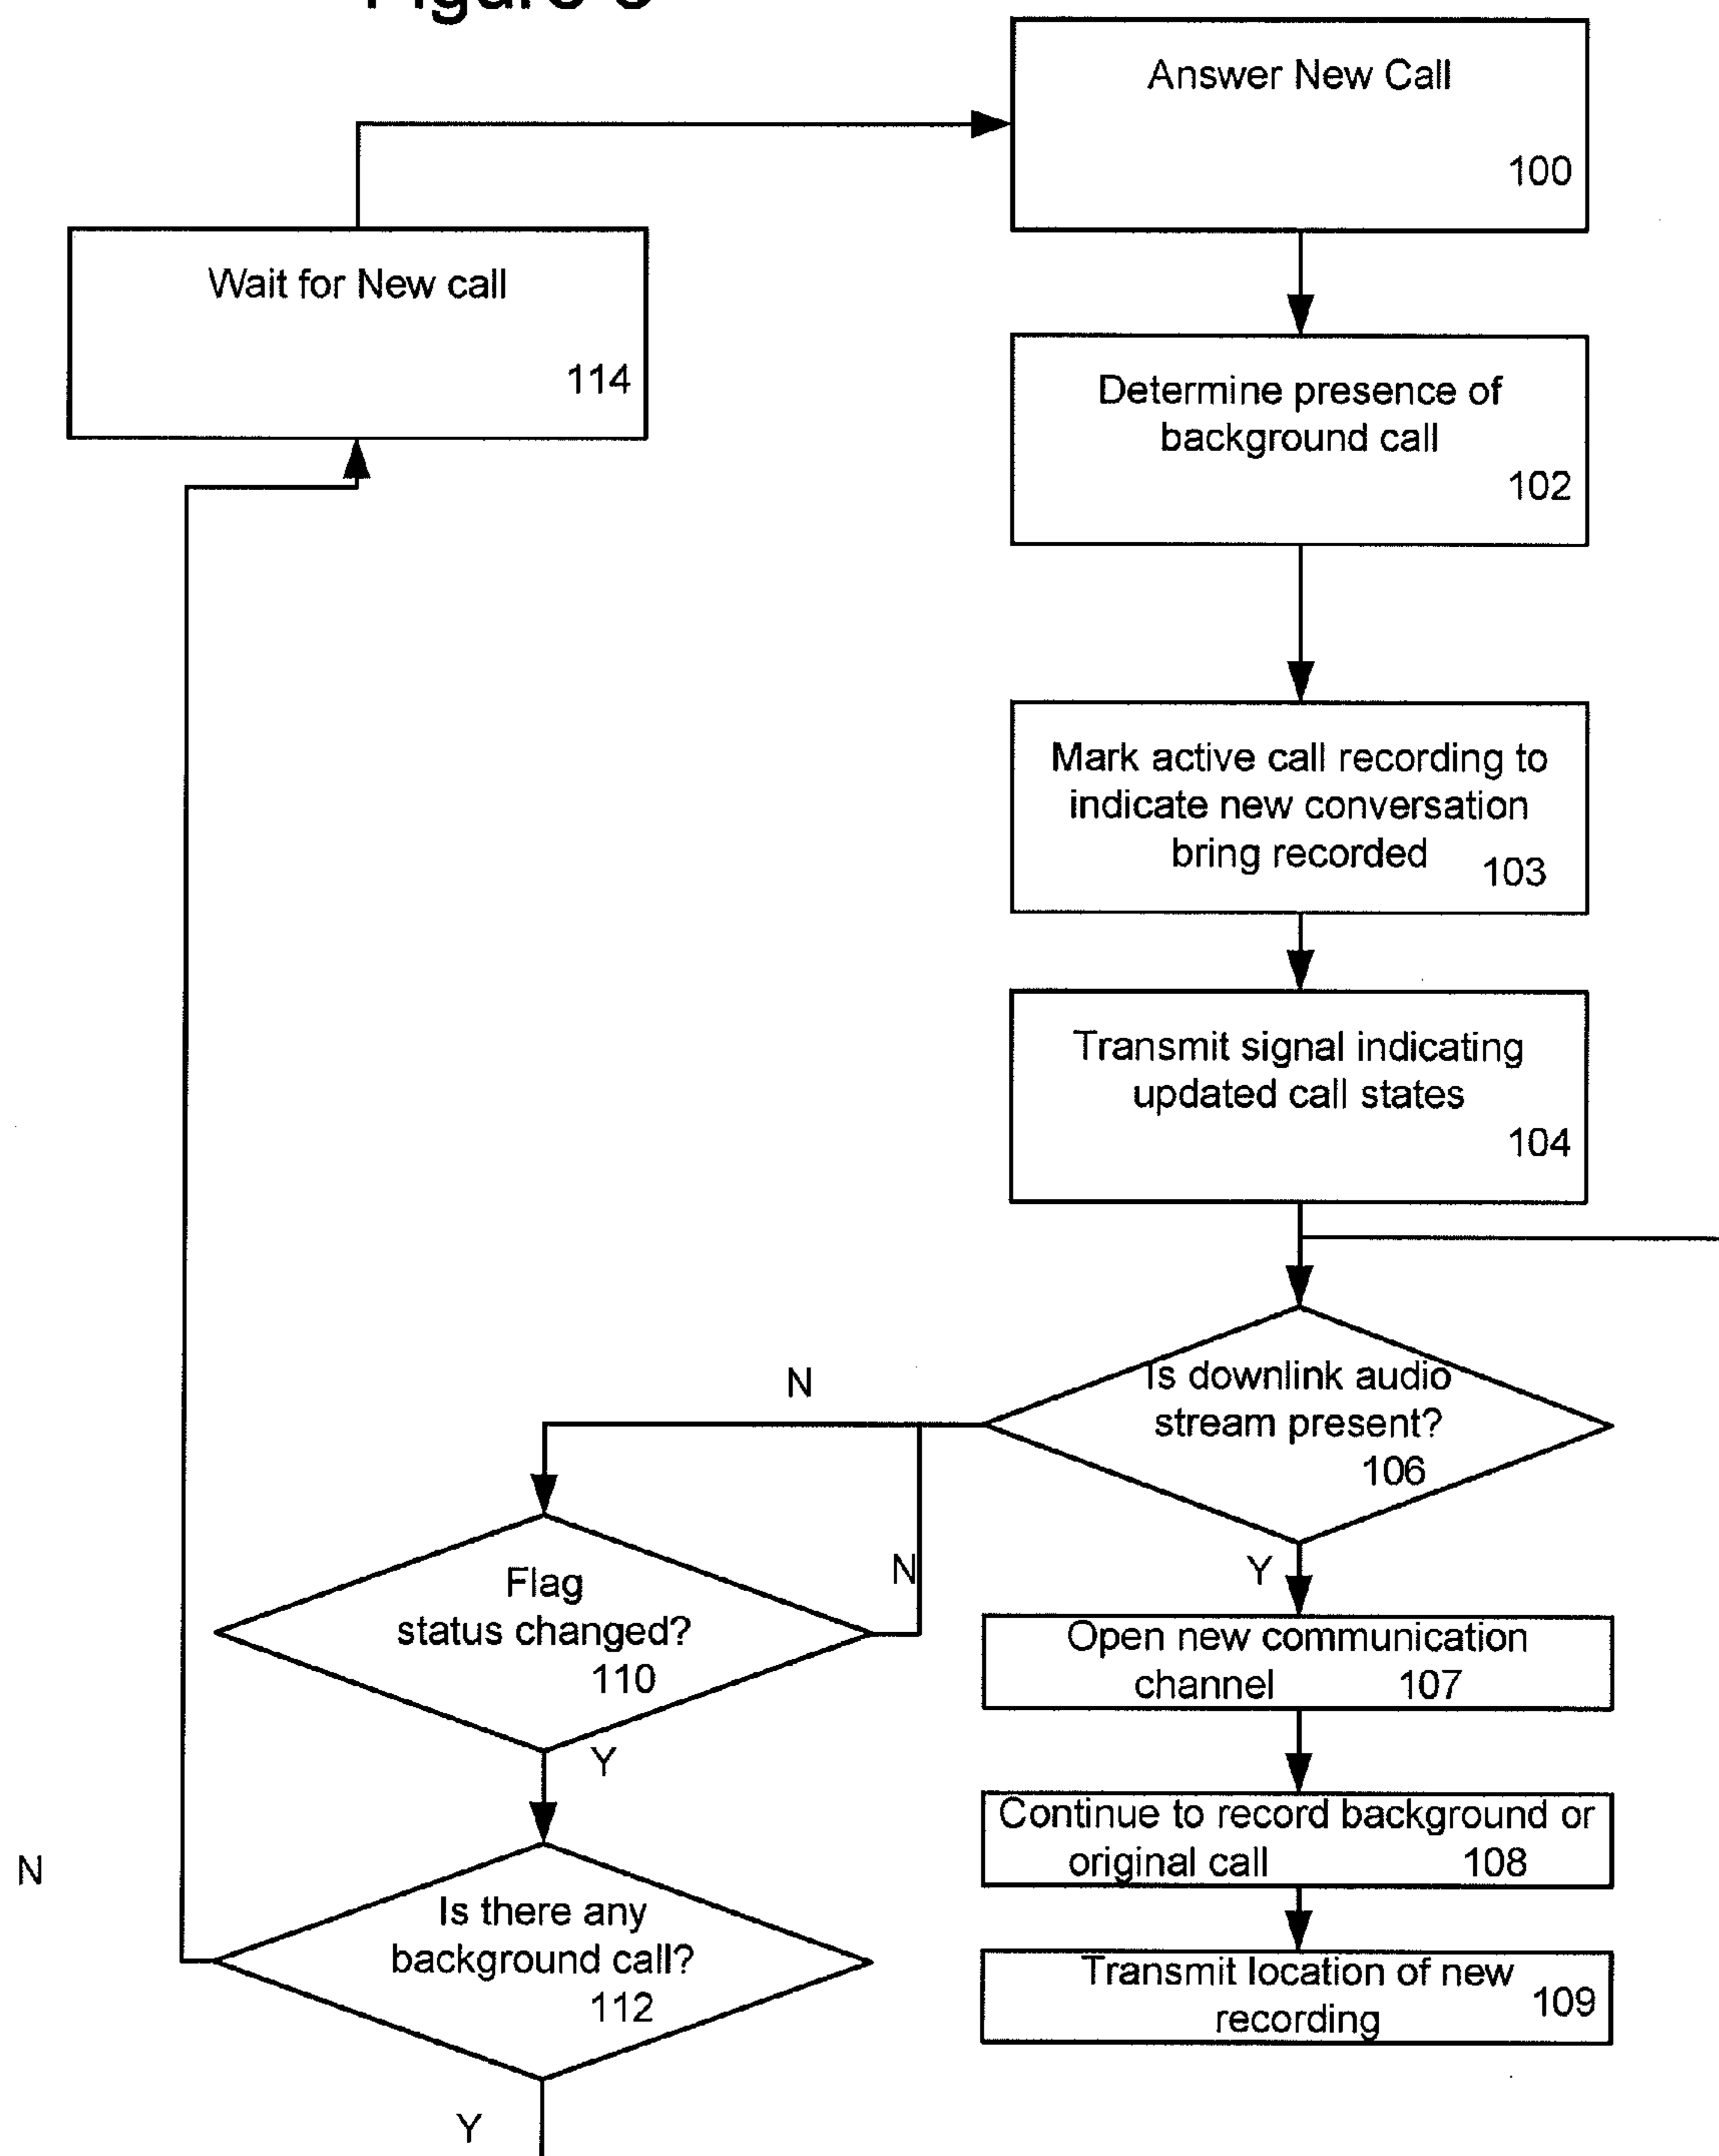 Answer New Call
100
Wait for New call
114
Determine presence of
background call
102
Mark active call recording to
indicate new conversation
bring recorded
103
Transmit signal indicating
updated call states
104
Is downlink audio
stream present?
106
N
Y
Flag
status changed?
110
N
Y
Open new communication
channel 107
Continue to record background or
original call 108
Is there any
background call?
112
N
Y
Transmit location of new
recording 109